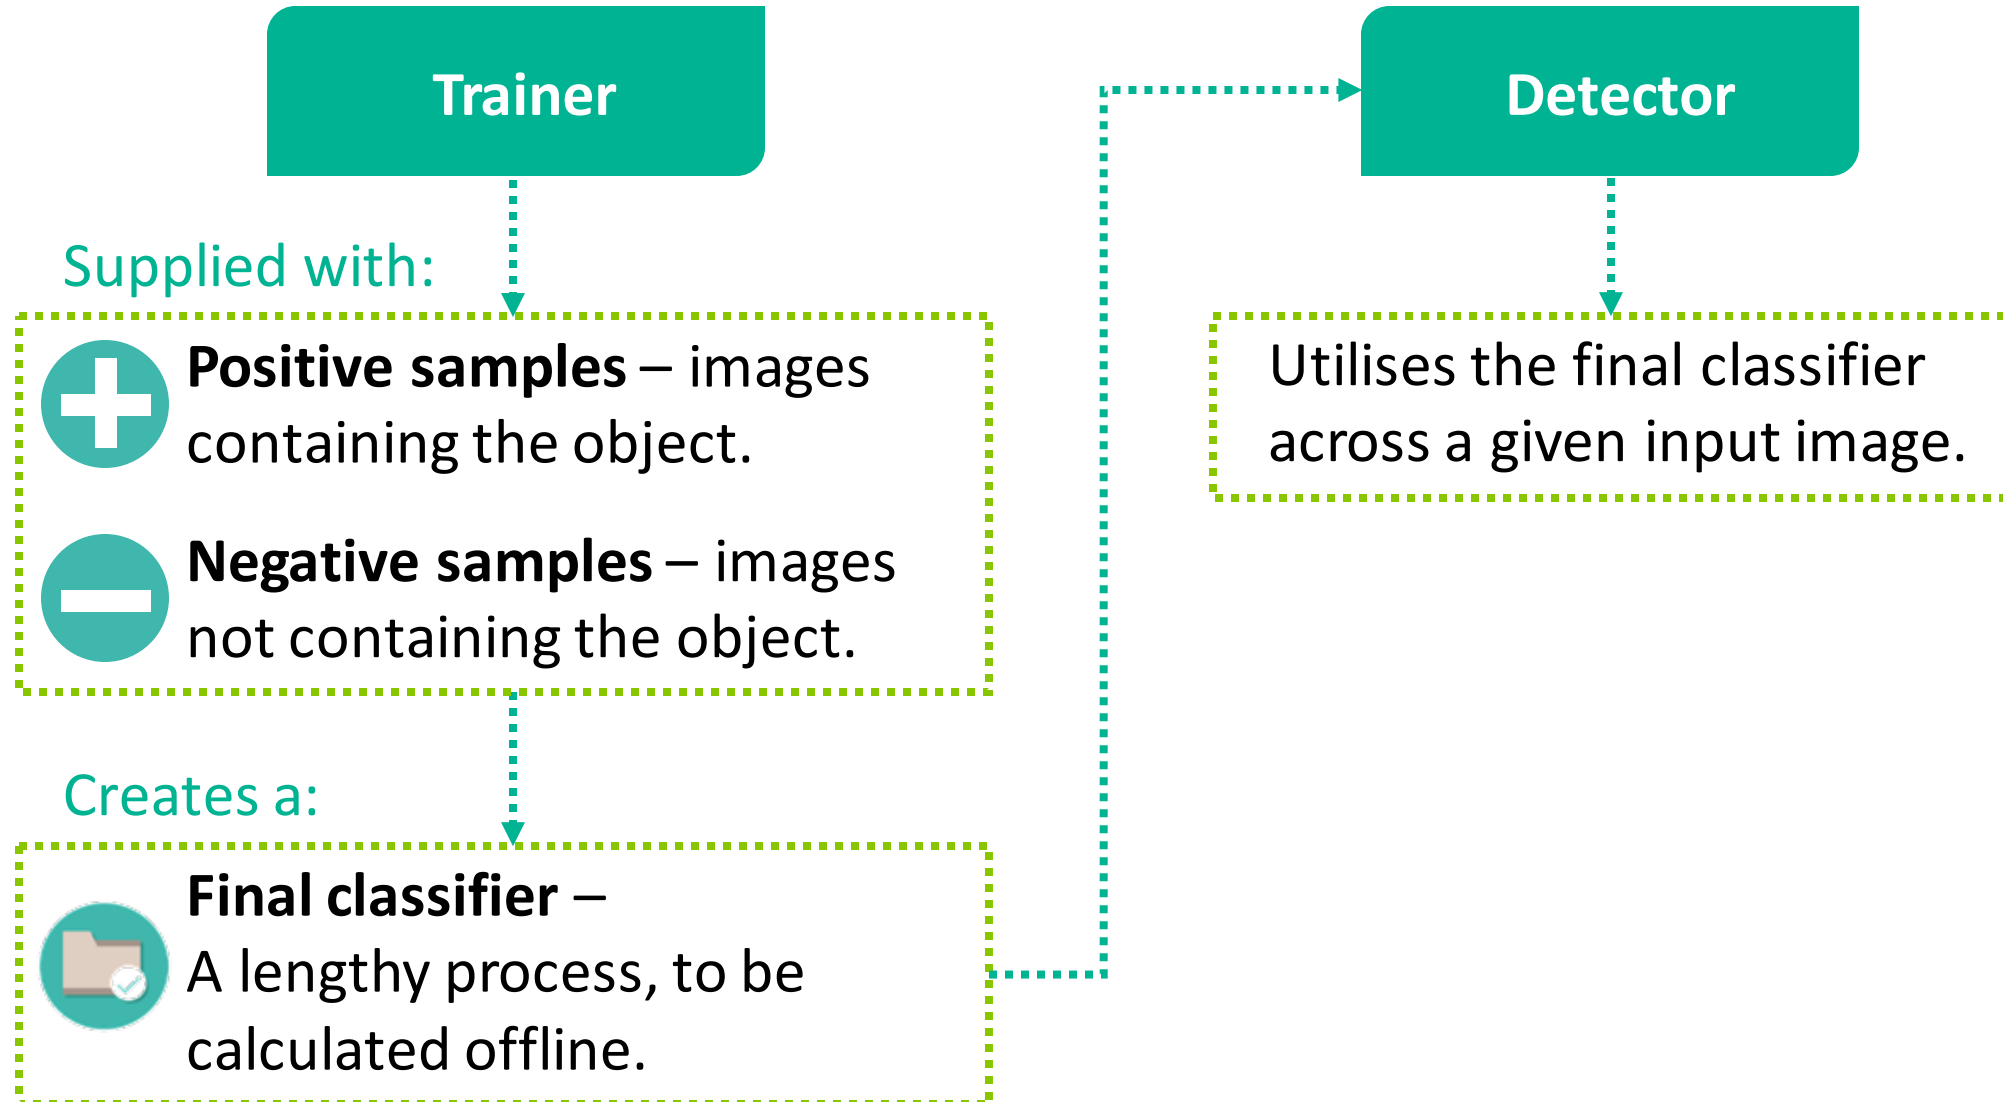 Trainer
Supplied with:
Positive samples – images
containing the object.
Negative samples – images
not containing the object.
Creates a:
Final classifier –
A lengthy process, to be
calculated offline.
Detector
Utilises the final classifier
across a given input image.